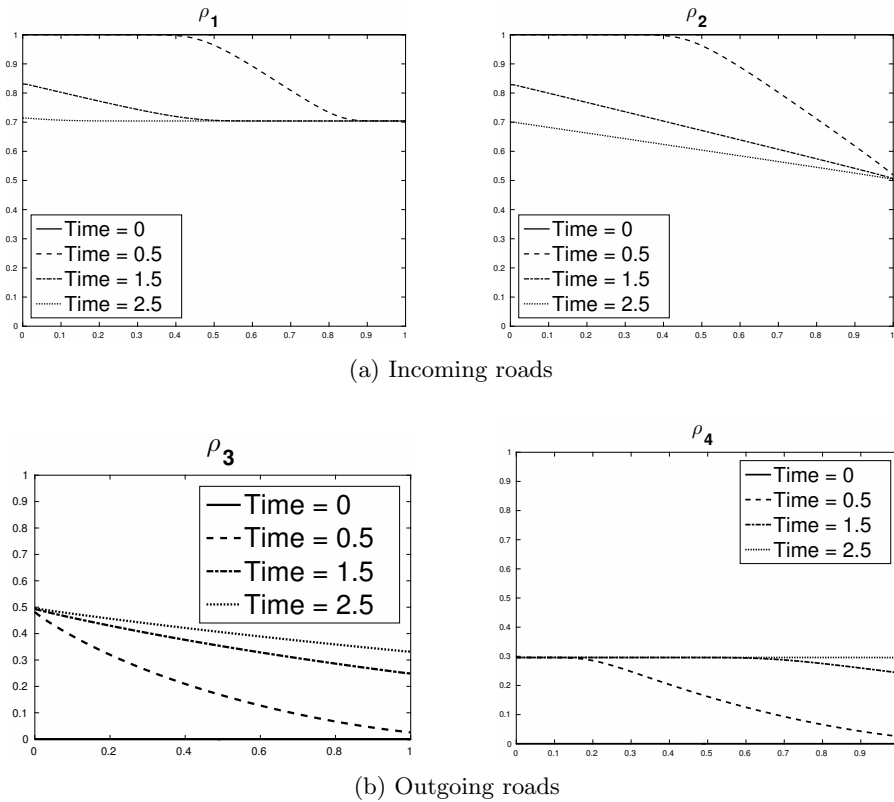 ρ1
1
0.9
0.8
0.7
0.6
0.5
0.4
0.3
0.2
0.1
0
Time = 0
Time = 0.5
Time = 1.5
Time = 2.5
0 0.1 0.2 0.3 0.4 0.5 0.6 0.7 0.8 0.9 1
ρ2
1
0.9
0.8
0.7
0.6
0.5
0.4
0.3
0.2
0.1
0
Time = 0
Time = 0.5
Time = 1.5
Time = 2.5
0 0.1 0.2 0.3 0.4 0.5 0.6 0.7 0.8 0.9 1
(a) Incoming roads
ρ3
1
0.9
0.8
0.7
0.6
0.5
0.4
0.3
0.2
0.1
0
Time = 0
Time = 0.5
Time = 1.5
Time = 2.5
0 0.2 0.4 0.6 0.8 1
ρ4
1
0.9
0.8
0.7
0.6
0.5
0.4
0.3
0.2
0.1
0
Time = 0
Time = 0.5
Time = 1.5
Time = 2.5
0 0.1 0.2 0.3 0.4 0.5 0.6 0.7 0.8 0.9
(b) Outgoing roads